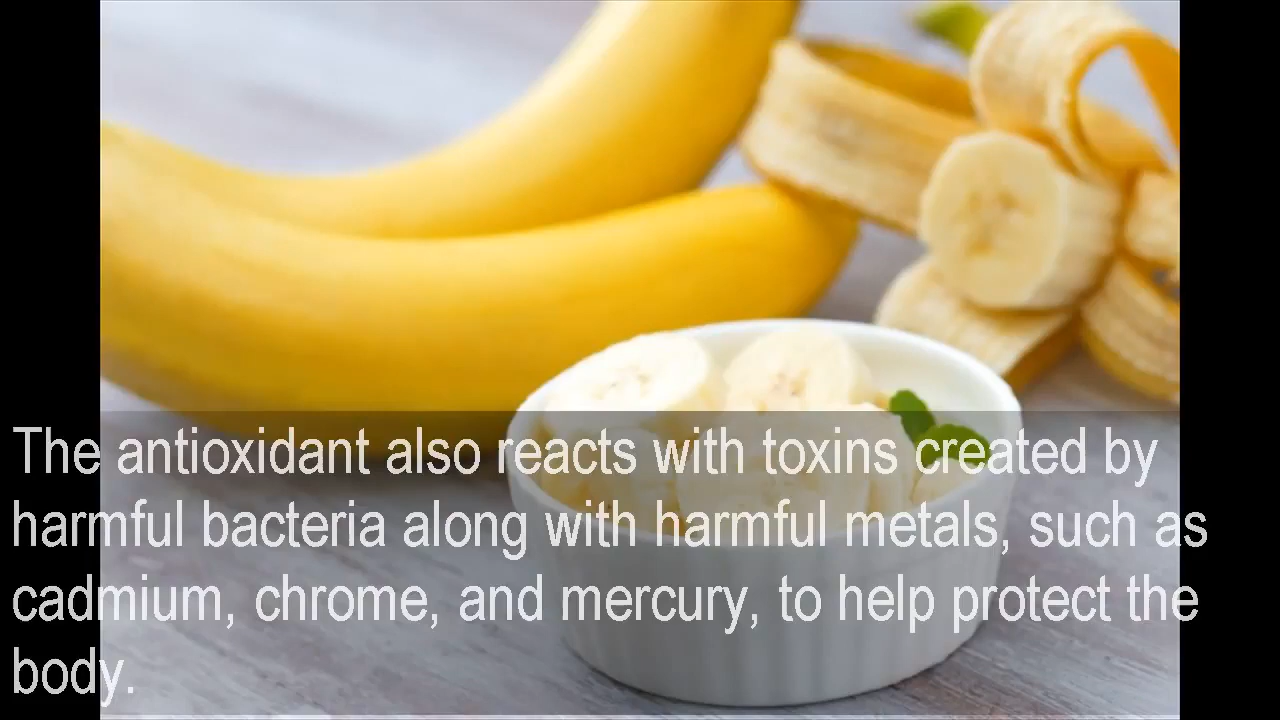 The antioxidant also reacts with toxins created by
harmful bacteria along with harmful metals, such as
cadmium, chrome, and mercury, to help protect the
body.